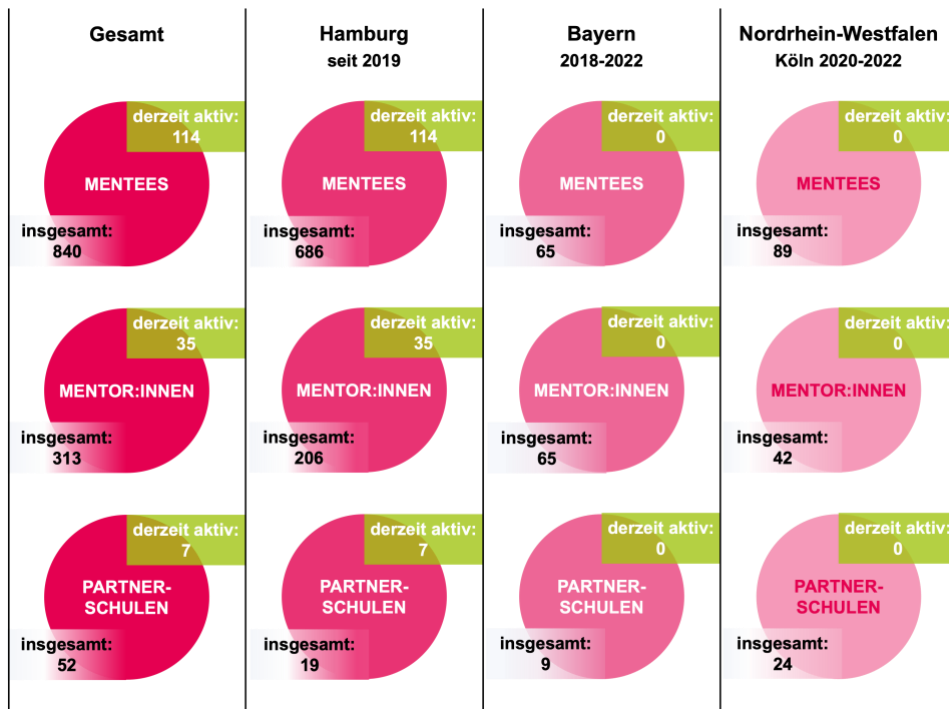 Gesamt
Hamburg
seit 2019
Bayern
2018-2022
Nordrhein-Westfalen
Köln 2020-2022
derzeit aktiv:
114
MENTEES
insgesamt:
840
derzeit aktiv:
114
MENTEES
insgesamt:
686
derzeit aktiv:
0
MENTEES
insgesamt:
65
derzeit aktiv:
0
MENTEES
insgesamt:
89
derzeit aktiv:
35
MENTOR:INNEN
insgesamt:
313
derzeit aktiv:
35
MENTOR:INNEN
insgesamt:
206
derzeit aktiv:
0
MENTOR:INNEN
insgesamt:
65
derzeit aktiv:
0
MENTOR:INNEN
insgesamt:
42
derzeit aktiv:
7
PARTNER-
SCHULEN
insgesamt:
52
derzeit aktiv:
7
PARTNER-
SCHULEN
insgesamt:
19
derzeit aktiv:
0
PARTNER-
SCHULEN
insgesamt:
9
derzeit aktiv:
0
PARTNER-
SCHULEN
insgesamt:
24